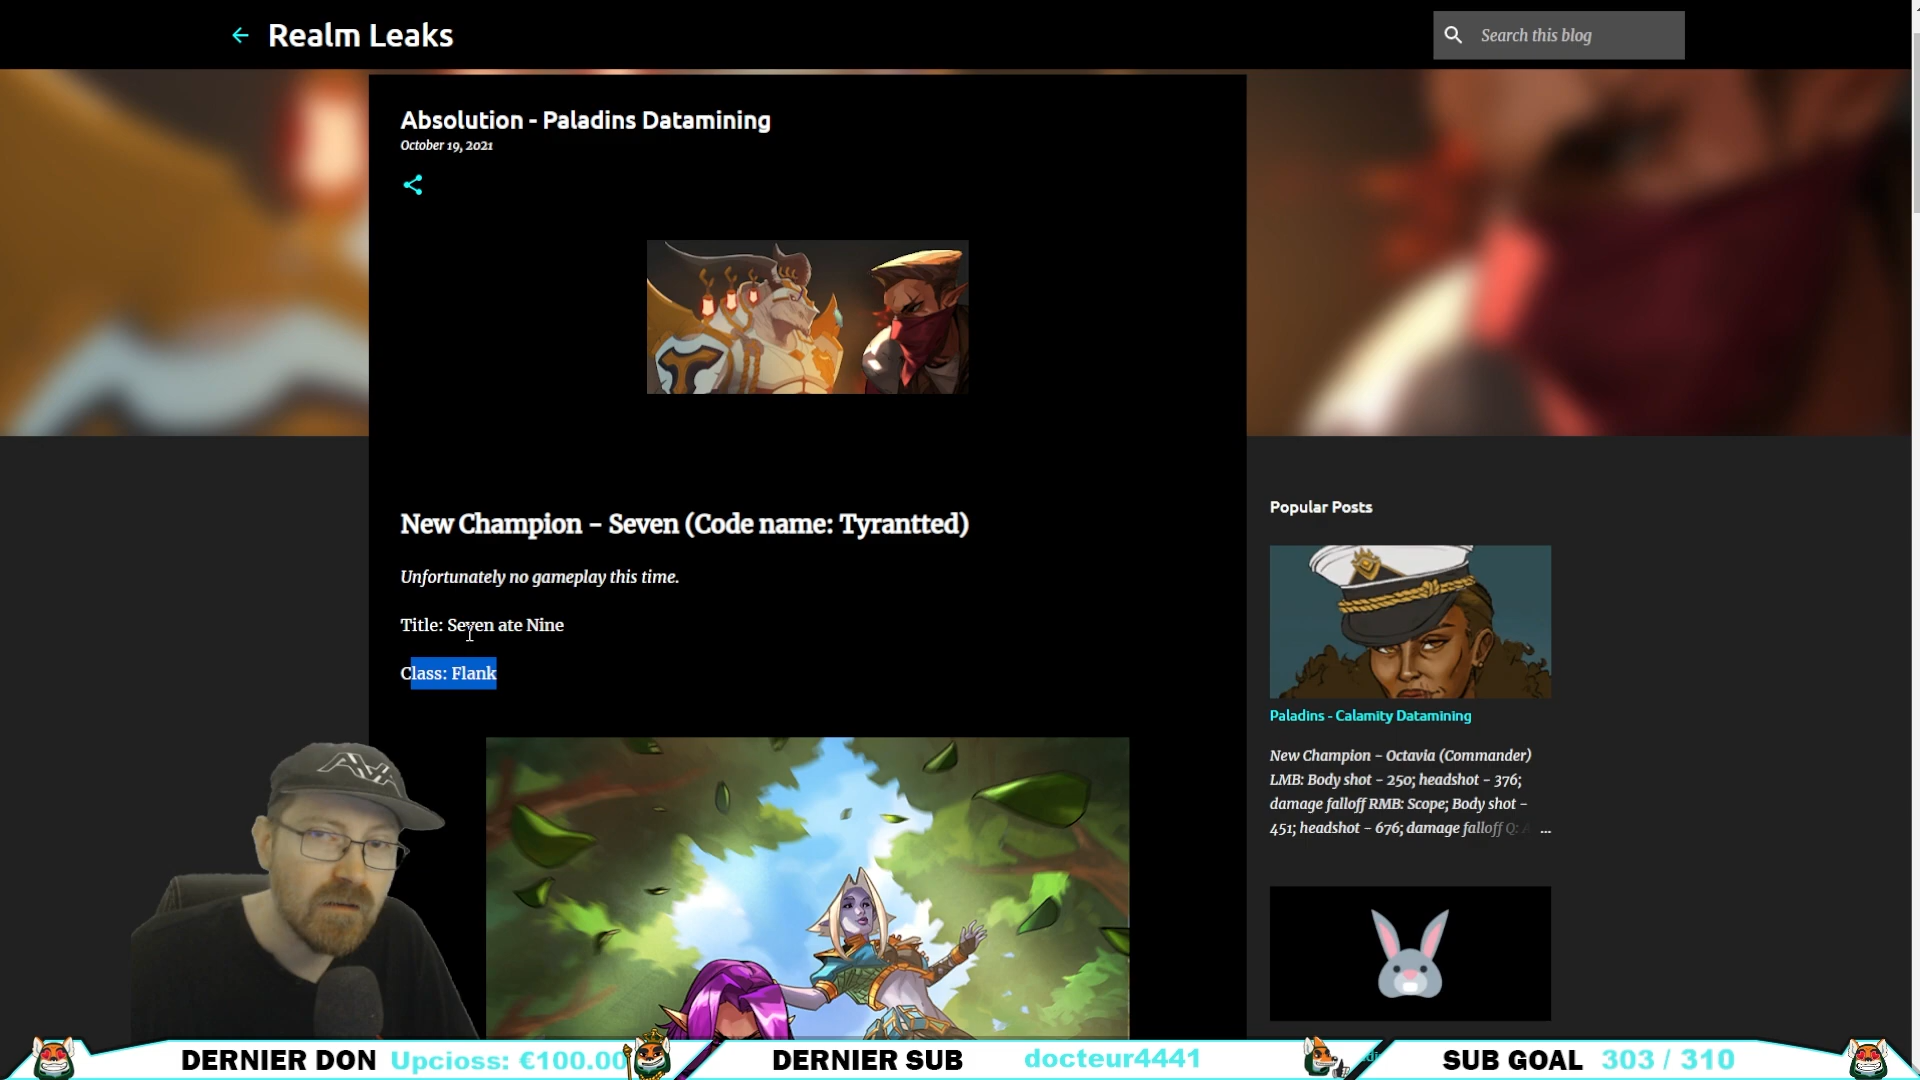 Realm Leaks
Search this blog
Absolution - Paladins Datamining
October 19, 2021
New Champion - Seven (Code name: Tyrantted)
Unfortunately no gameplay this time.
Title: Seven ate Nine
Class: Flank
Popular Posts
Paladins - Calamity Datamining
New Champion - Octavia (Commander)
LMB: Body shot - 250; headshot - 376;
damage falloff RMB: Scope; Body shot -
451; headshot - 676; damage falloff Q: A ...
DERNIER DON Upcioss: €100.00
DERNIER SUB docteur4441
SUB GOAL 303 / 310